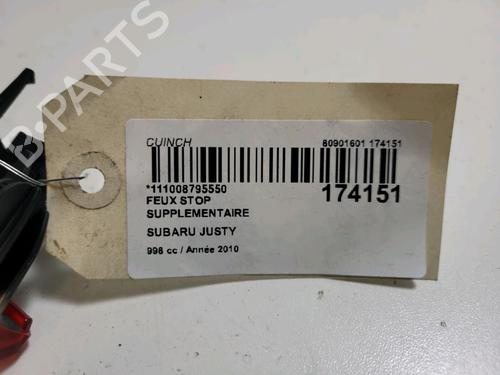 CUINCH 80901601 174151
*111008795550 174151
FEUX STOP
SUPPLEMENTAIRE
SUBARU JUSTY
998 cc / Année 2010
B-PARTS